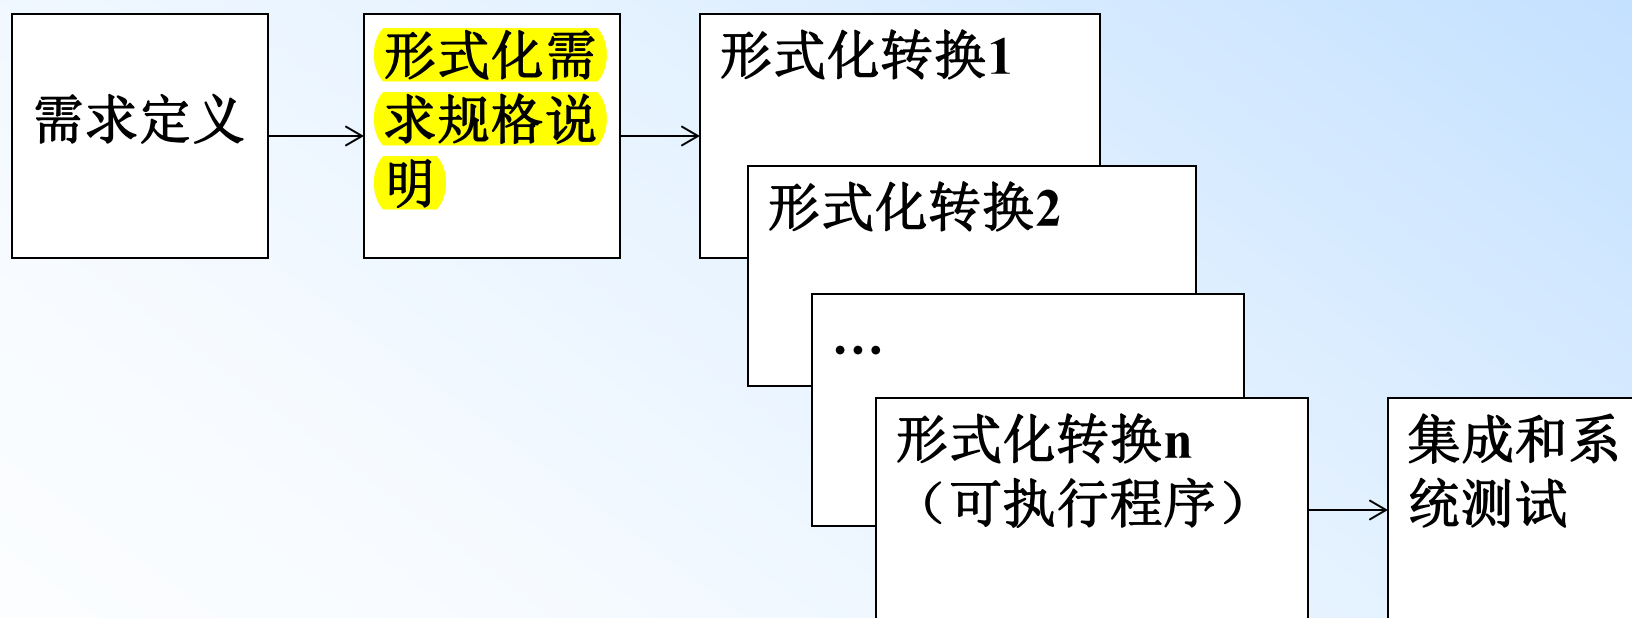 需求定义
形式化需
求规格说
明
形式化转换1
形式化转换2
…
形式化转换n
（可执行程序）
集成和系
统测试